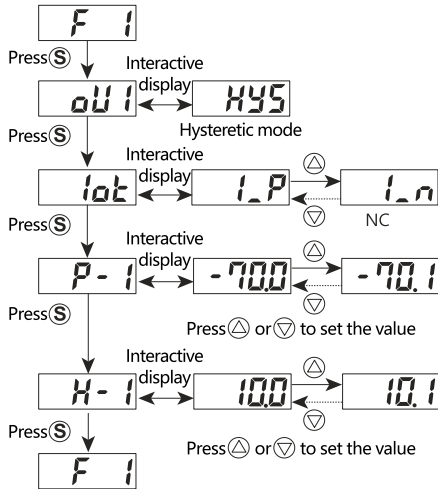 F 1
Press S
Interactive display
oU 1
HYS
Hysteretic mode
Press S
Interactive display
1ot
1_P
△
1_n
▽
NC
Press S
Interactive display
P-1
-70.0
△
-70.1
▽
Press △ or ▽ to set the value
Press S
Interactive display
H-1
10.0
△
10.1
▽
Press △ or ▽ to set the value
Press S
F 1